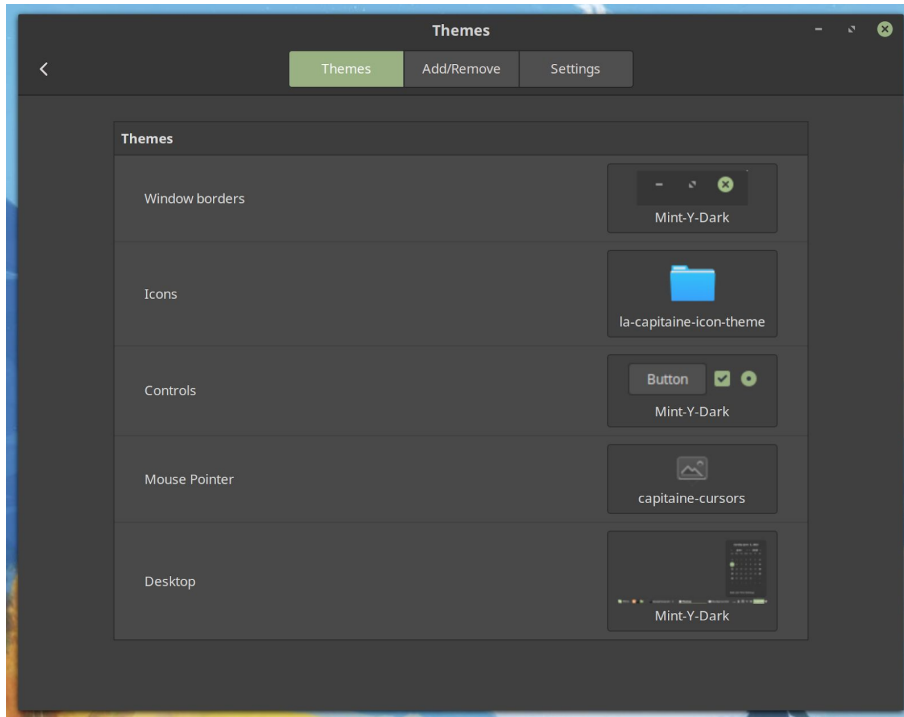 Themes
Themes
Add/Remove
Settings
Themes
Window borders
Mint-Y-Dark
Icons
la-capitaine-icon-theme
Controls
Button
Mint-Y-Dark
Mouse Pointer
capitaine-cursors
Desktop
Mint-Y-Dark